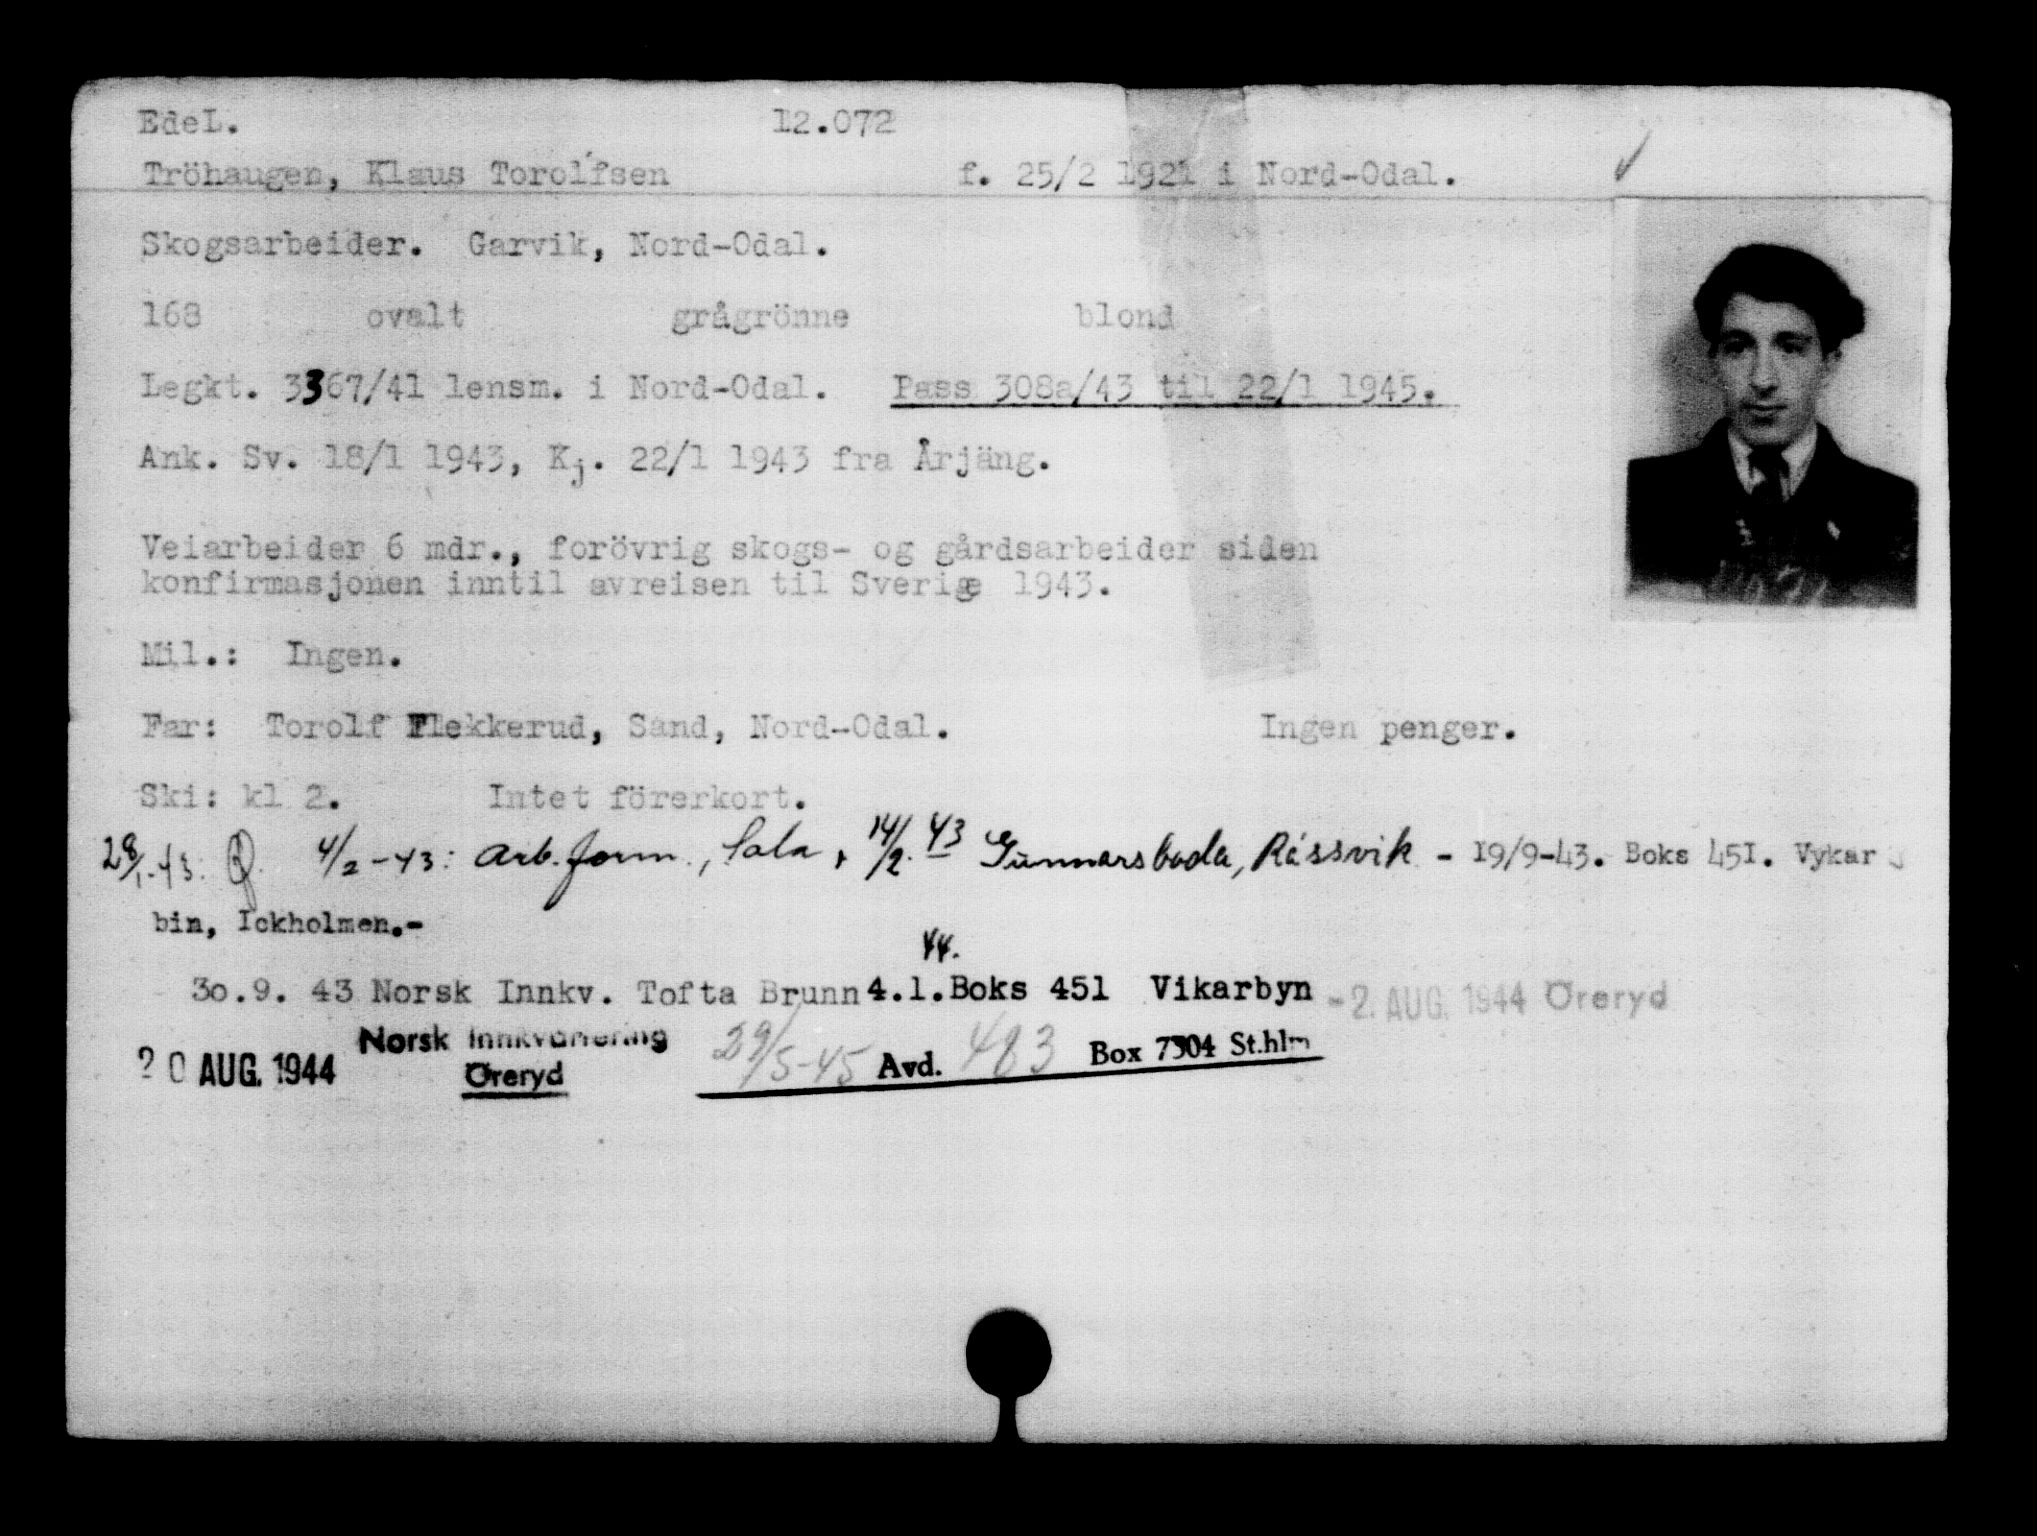 EdeL. 12.072
Tröhaugen, Klaus Torolfsen f. 25/2 1921 i Nord-Odal.
Skogsarbeider. Garvik, Nord-Odal.
168 ovalt grågrönne blond
Legkt. 3367/41 lensm. i Nord-Odal. Pass 308a/43 til 22/1 1945.
Ank. Sv. 18/1 1943, Kj. 22/1 1943 fra Årjäng.
Veiarbeider 6 mdr., forövrig skogs- og gårdsarbeider siden
konfirmasjonen inntil avreisen til Sverige 1943.
Mil.: Ingen.
Far: Torolf Flekkerud, Sand, Nord-Odal. Ingen penger.
Ski: kl 2. Intet förerkort.
28/1-43: Q. 4/2-43: Arb.form., Sala, 14/2.43 Gunnarsboda, Rássvik - 19/9-43. Boks 451. Vykar
bin, Ickholmen.-
44.
30.9. 43 Norsk Innkv. Tofta Brunn 4.1. Boks 451 Vikarbyn -2. AUG. 1944 Öreryd
20 AUG. 1944 Norsk Innkvartering 29/5-45 Avd. 483 Box 7304 St.hlm
Öreryd